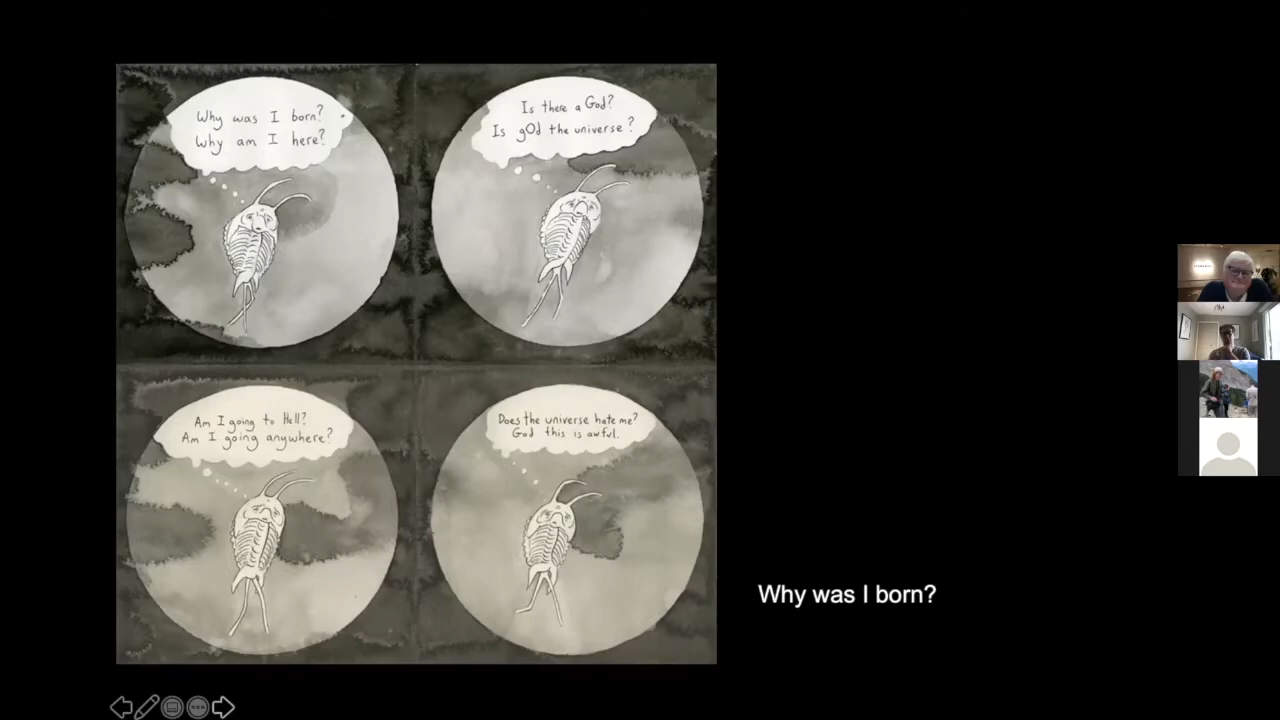 Why was I born?
Why am I here?
Is there a God?
Is gOd the universe?
Am I going to Hell?
Am I going anywhere?
Does the universe hate me?
God this is awful.
Why was I born?